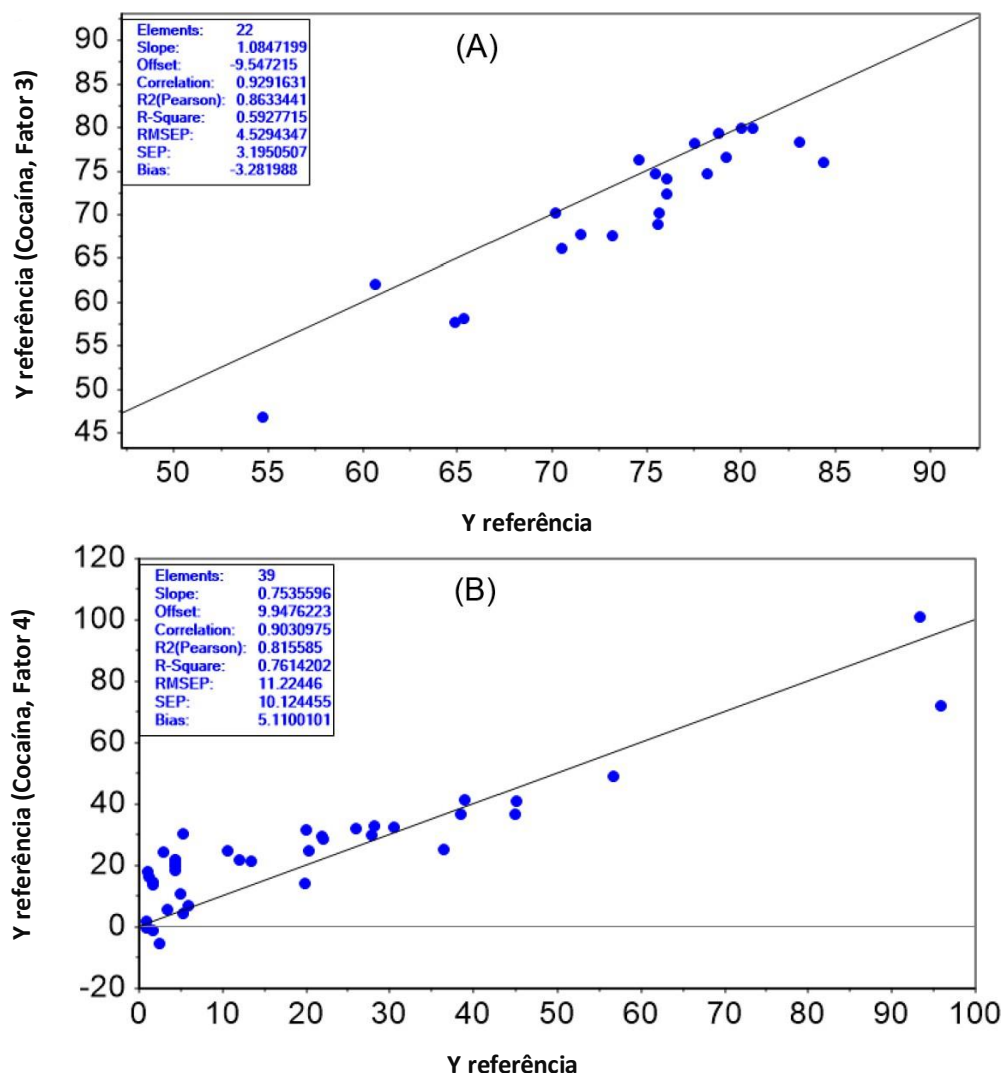 (A)
Elements: 22
Slope: 1.0847199
Offset: -9.547215
Correlation: 0.9291631
R2(Pearson): 0.8633441
R-Square: 0.5927715
RMSEP: 4.5294347
SEP: 3.1950507
Bias: -3.281988
Y referência (Cocaína, Fator 3)
90
85
80
75
70
65
60
55
50
45
50 55 60 65 70 75 80 85 90
Y referência
(B)
Elements: 39
Slope: 0.7535596
Offset: 9.9476223
Correlation: 0.9030975
R2(Pearson): 0.815585
R-Square: 0.7614202
RMSEP: 11.22446
SEP: 10.124455
Bias: 5.1100101
Y referência (Cocaína, Fator 4)
120
100
80
60
40
20
0
-20
0 10 20 30 40 50 60 70 80 90 100
Y referência